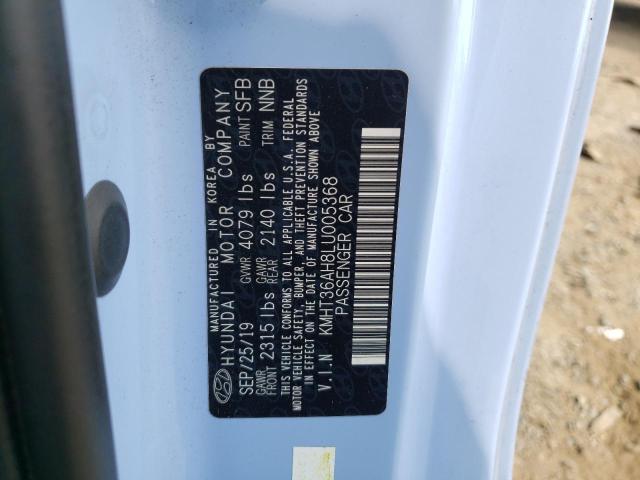 MANUFACTURED IN KOREA BY
HYUNDAI MOTOR COMPANY
SEP/25/19 GVWR 4079 lbs PAINT SFB
GAWR FRONT 2315 lbs GAWR REAR 2140 lbs TRIM NNB
THIS VEHICLE CONFORMS TO ALL APPLICABLE U.S.A. FEDERAL
MOTOR VEHICLE SAFETY, BUMPER, AND THEFT PREVENTION STANDARDS
IN EFFECT ON THE DATE OF MANUFACTURE SHOWN ABOVE
V.I.N KMHT36AH8LU005368
PASSENGER CAR